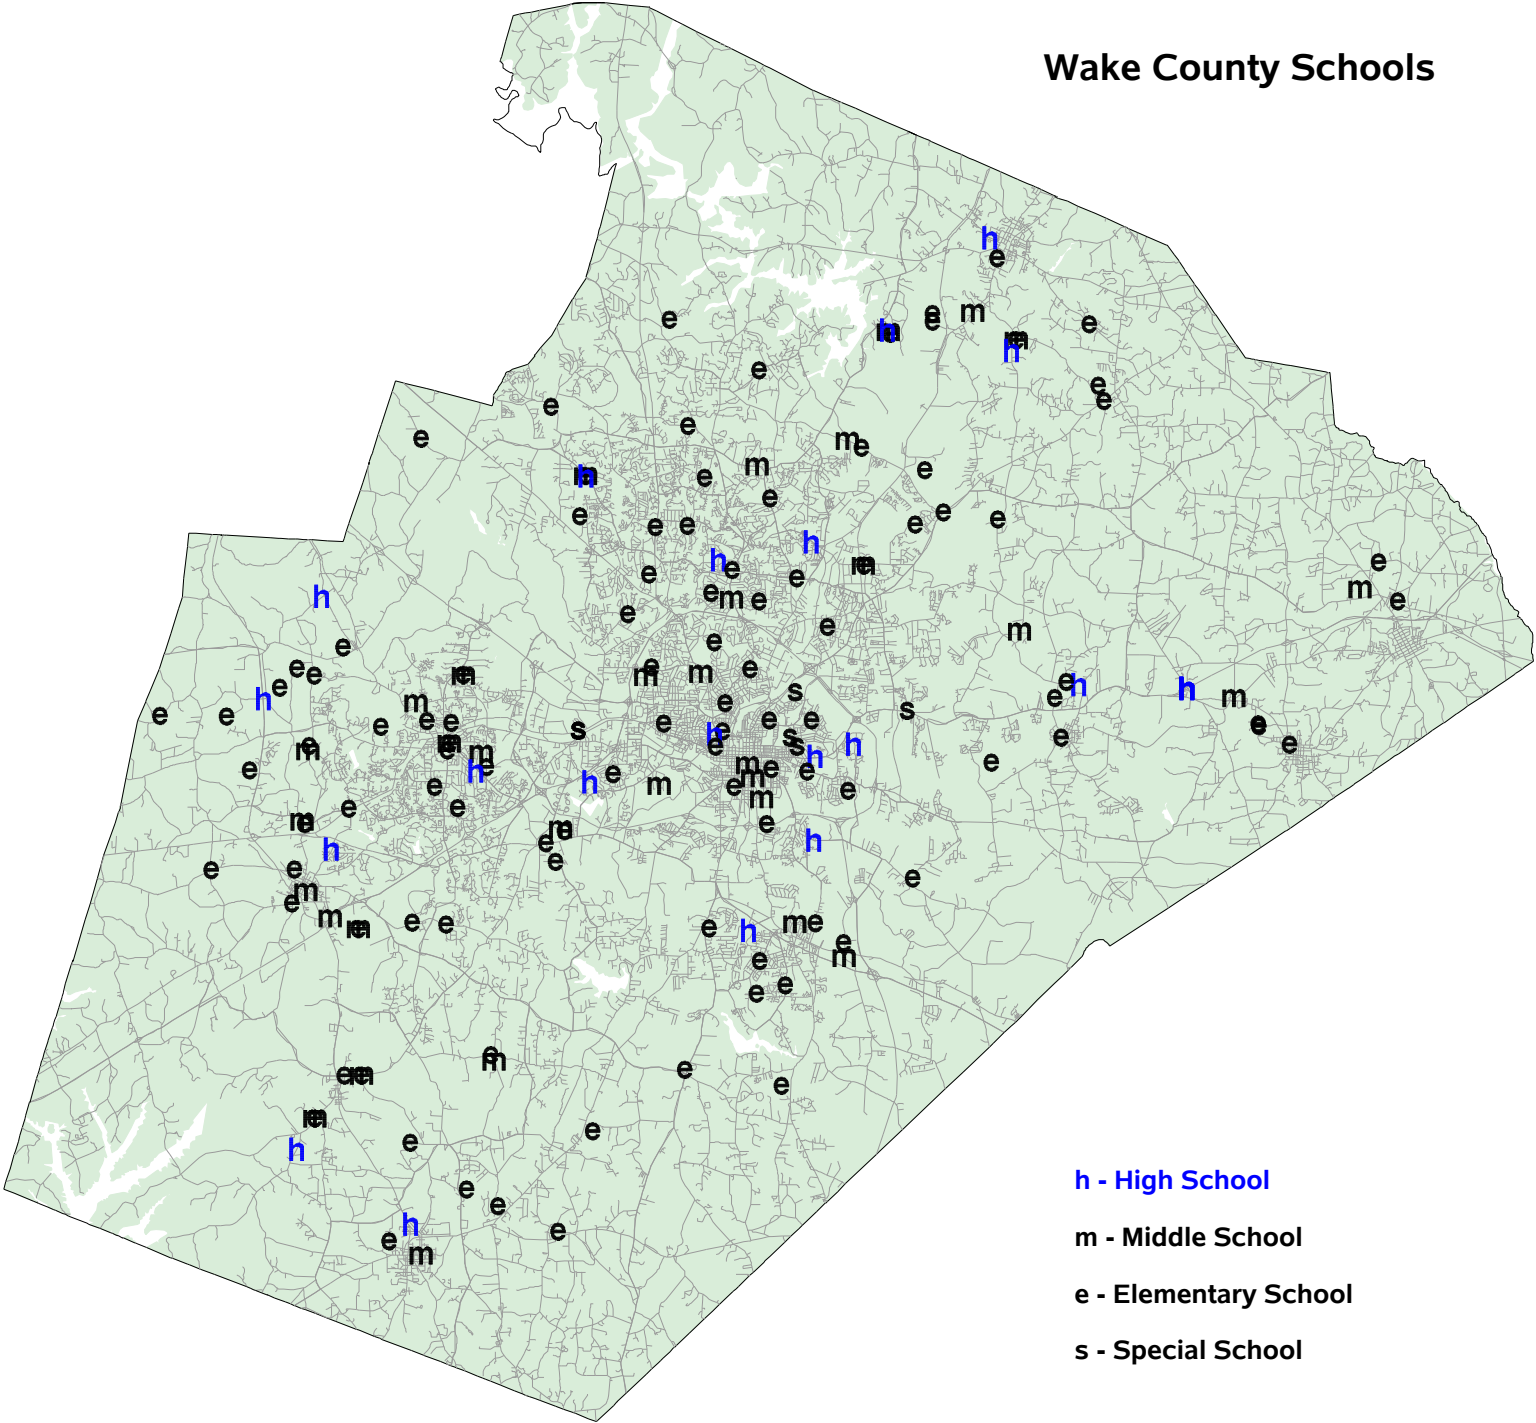 Wake County Schools
h - High School
m - Middle School
e - Elementary School
s - Special School